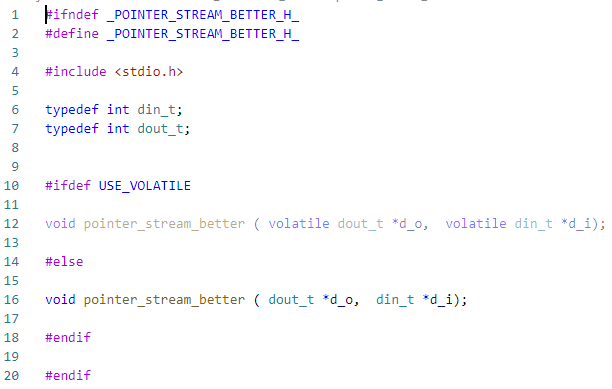 1 #ifndef _POINTER_STREAM_BETTER_H_
2 #define _POINTER_STREAM_BETTER_H_
3
4 #include <stdio.h>
5
6 typedef int din_t;
7 typedef int dout_t;
8
9
10 #ifdef USE_VOLATILE
11
12 void pointer_stream_better ( volatile dout_t *d_o,  volatile din_t *d_i);
13
14 #else
15
16 void pointer_stream_better ( dout_t *d_o,  din_t *d_i);
17
18 #endif
19
20 #endif